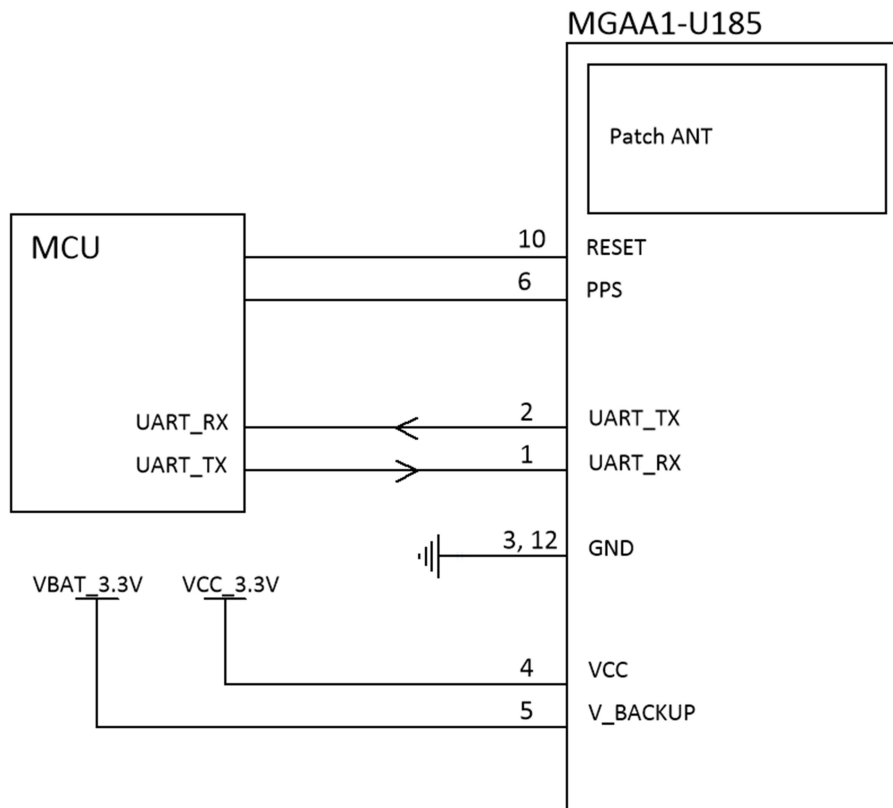 MGAA1-U185
Patch ANT
MCU
10 RESET
6 PPS
UART_RX 2 UART_TX
UART_TX 1 UART_RX
3, 12 GND
VBAT_3.3V VCC_3.3V
4 VCC
5 V_BACKUP